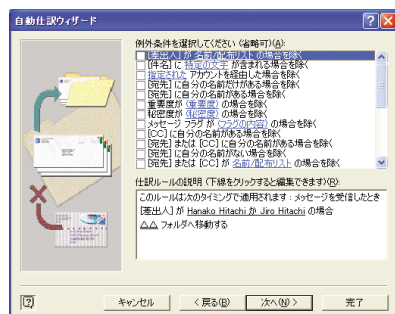 自動仕訳ウィザード
例外条件を選択してください (省略可)(A):
[差出人] が 名前/配布リスト の場合を除く
[件名] に 特定の文字 が含まれる場合を除く
指定された アカウントを経由した場合を除く
[宛先] に自分の名前だけがある場合を除く
[宛先] に自分の名前がある場合を除く
重要度が (重要度) の場合を除く
秘密度が (秘密度) の場合を除く
メッセージ フラグ が (フラグの内容) の場合を除く
[CC] に自分の名前がある場合を除く
[宛先] または [CC] に自分の名前がある場合を除く
[宛先] に自分の名前がない場合を除く
[宛先] または [CC] が 名前/配布リスト の場合を除く
仕訳ルールの説明 (下線をクリックすると編集できます)(R):
このルールは次のタイミングで適用されます : メッセージを受信したとき
[差出人] が Hanako Hitachi か Jiro Hitachi の場合
△△ フォルダへ移動する
キャンセル
< 戻る(B)
次へ(N) >
完了